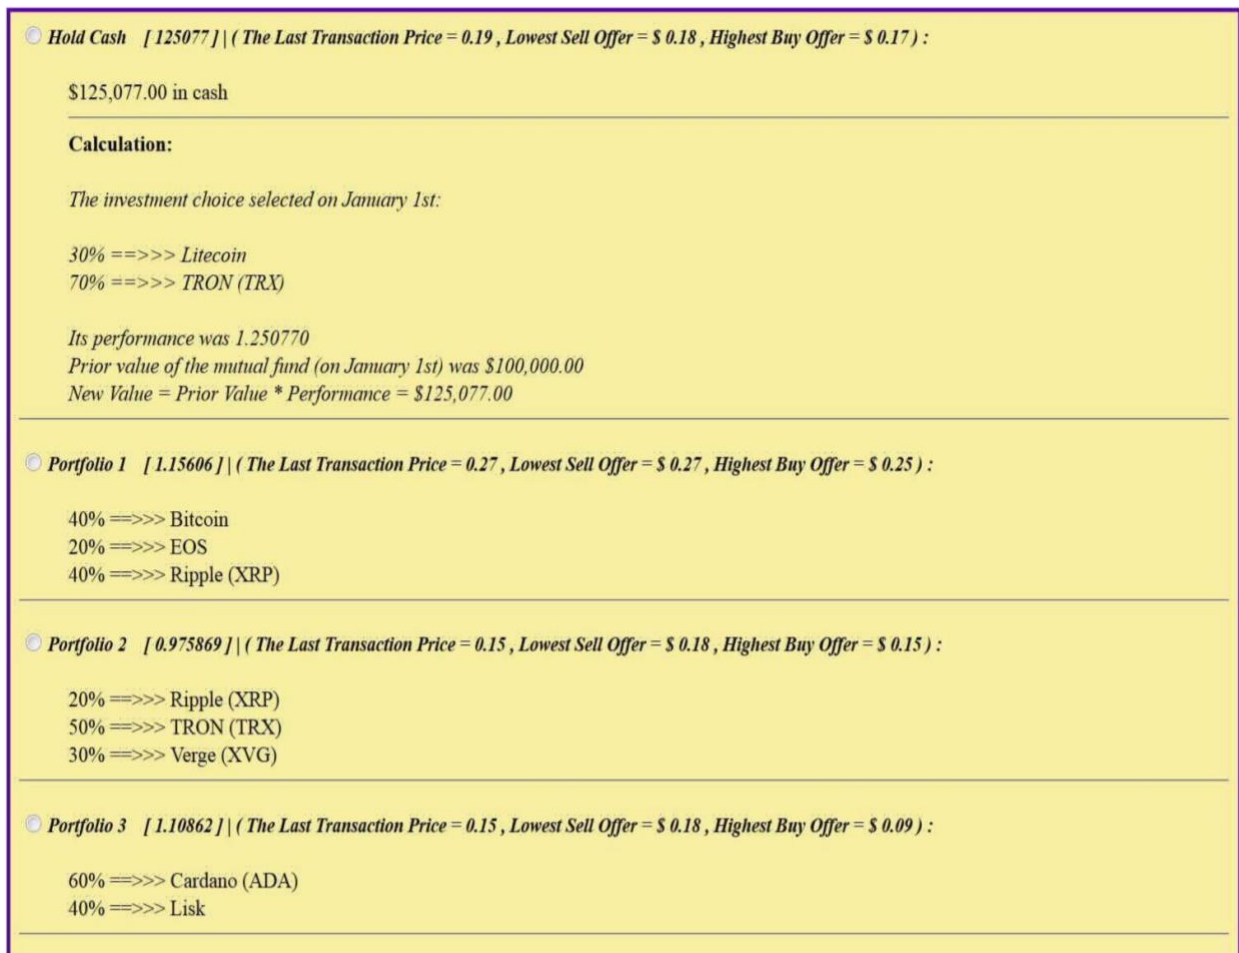 Hold Cash [ 125077 ] | ( The Last Transaction Price = 0.19 , Lowest Sell Offer = $ 0.18 , Highest Buy Offer = $ 0.17 ) :
$125,077.00 in cash
Calculation:
The investment choice selected on January 1st:
30% ==>>> Litecoin
70% ==>>> TRON (TRX)
Its performance was 1.250770
Prior value of the mutual fund (on January 1st) was $100,000.00
New Value = Prior Value * Performance = $125,077.00
Portfolio 1 [ 1.15606 ] | ( The Last Transaction Price = 0.27 , Lowest Sell Offer = $ 0.27 , Highest Buy Offer = $ 0.25 ) :
40% ==>>> Bitcoin
20% ==>>> EOS
40% ==>>> Ripple (XRP)
Portfolio 2 [ 0.975869 ] | ( The Last Transaction Price = 0.15 , Lowest Sell Offer = $ 0.18 , Highest Buy Offer = $ 0.15 ) :
20% ==>>> Ripple (XRP)
50% ==>>> TRON (TRX)
30% ==>>> Verge (XVG)
Portfolio 3 [ 1.10862 ] | ( The Last Transaction Price = 0.15 , Lowest Sell Offer = $ 0.18 , Highest Buy Offer = $ 0.09 ) :
60% ==>>> Cardano (ADA)
40% ==>>> Lisk